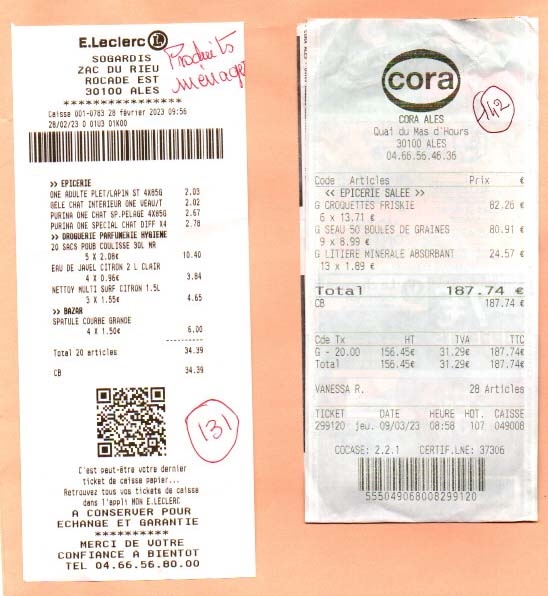 E.Leclerc L
SOGARDIS
ZAC DU RIEU
ROCADE EST
30100 ALES
Produits
ménager
****************
Caisse 001-0783 28 février 2023 09:56
28/02/23 D 01U3 01K00
>> EPICERIE
ONE ADULTE PLET/LAPIN ST 4X85G 2.03
GELE CHAT INTERIEUR ONE VEAU/T 2.02
PURINA ONE CHAT SP.PELAGE 4X85G 2.67
PURINA ONE SPECIAL CHAT DIFF X4 2.78
>> DROGUERIE PARFUMERIE HYGIENE
20 SACS POUB COULISSE 30L NR
5 X 2.08€ 10.40
EAU DE JAVEL CITRON 2 L CLAIR
4 X 0.96€ 3.84
NETTOY MULTI SURF CITRON 1.5L
3 X 1.55€ 4.65
>> BAZAR
SPATULE COURBE GRANDE
4 X 1.50€ 6.00
Total 20 articles 34.39
CB 34.39
131
C'est peut-être votre dernier
ticket de caisse papier...
Retrouvez tous vos tickets de caisse
dans l'appli MON E.LECLERC
A CONSERVER POUR
ECHANGE ET GARANTIE
**********
MERCI DE VOTRE
CONFIANCE A BIENTOT
TEL 04.66.56.80.00
cora
142
CORA ALES
Quai du Mas d'Hours
30100 ALES
04.66.56.46.36
Code Articles Prix €
<< EPICERIE SALEE >>
G CROQUETTES FRISKIE 82.26 €
6 x 13.71 €
G SEAU 50 BOULES DE GRAINES 80.91 €
9 x 8.99 €
G LITIERE MINERALE ABSORBANT 24.57 €
13 x 1.89 €
Total 187.74 €
CB 187.74 €
Cde Tx HT TVA TTC
G - 20.00 156.45€ 31.29€ 187.74€
Total 156.45€ 31.29€ 187.74€
VANESSA R. 28 Articles
TICKET DATE HEURE HOT. CAISSE
299120 jeu. 09/03/23 08:58 107 049008
COCASE: 2.2.1 CERTIF.LNE: 37306
555049068008299120